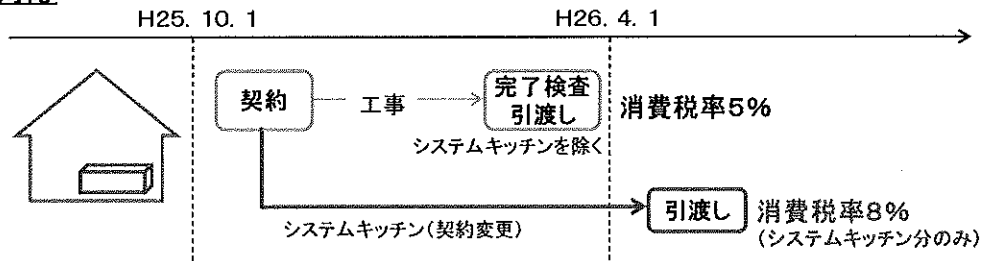 H25. 10. 1
H26. 4. 1
契約
工事
完了検査
引渡し
消費税率5%
システムキッチンを除く
システムキッチン(契約変更)
引渡し
消費税率8%
(システムキッチン分のみ)